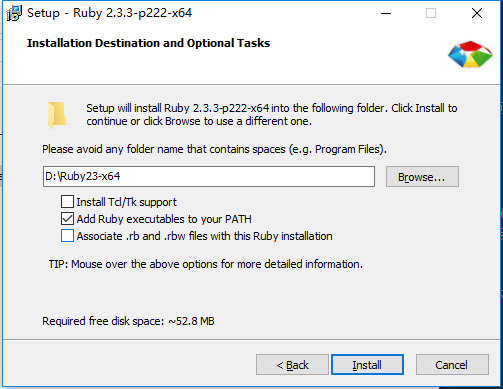 Setup - Ruby 2.3.3-p222-x64
Installation Destination and Optional Tasks
Setup will install Ruby 2.3.3-p222-x64 into the following folder. Click Install to
continue or click Browse to use a different one.
Please avoid any folder name that contains spaces (e.g. Program Files).
D:\Ruby23-x64
Browse...
Install Tcl/Tk support
Add Ruby executables to your PATH
Associate .rb and .rbw files with this Ruby installation
TIP: Mouse over the above options for more detailed information.
Required free disk space: ~52.8 MB
< Back
Install
Cancel